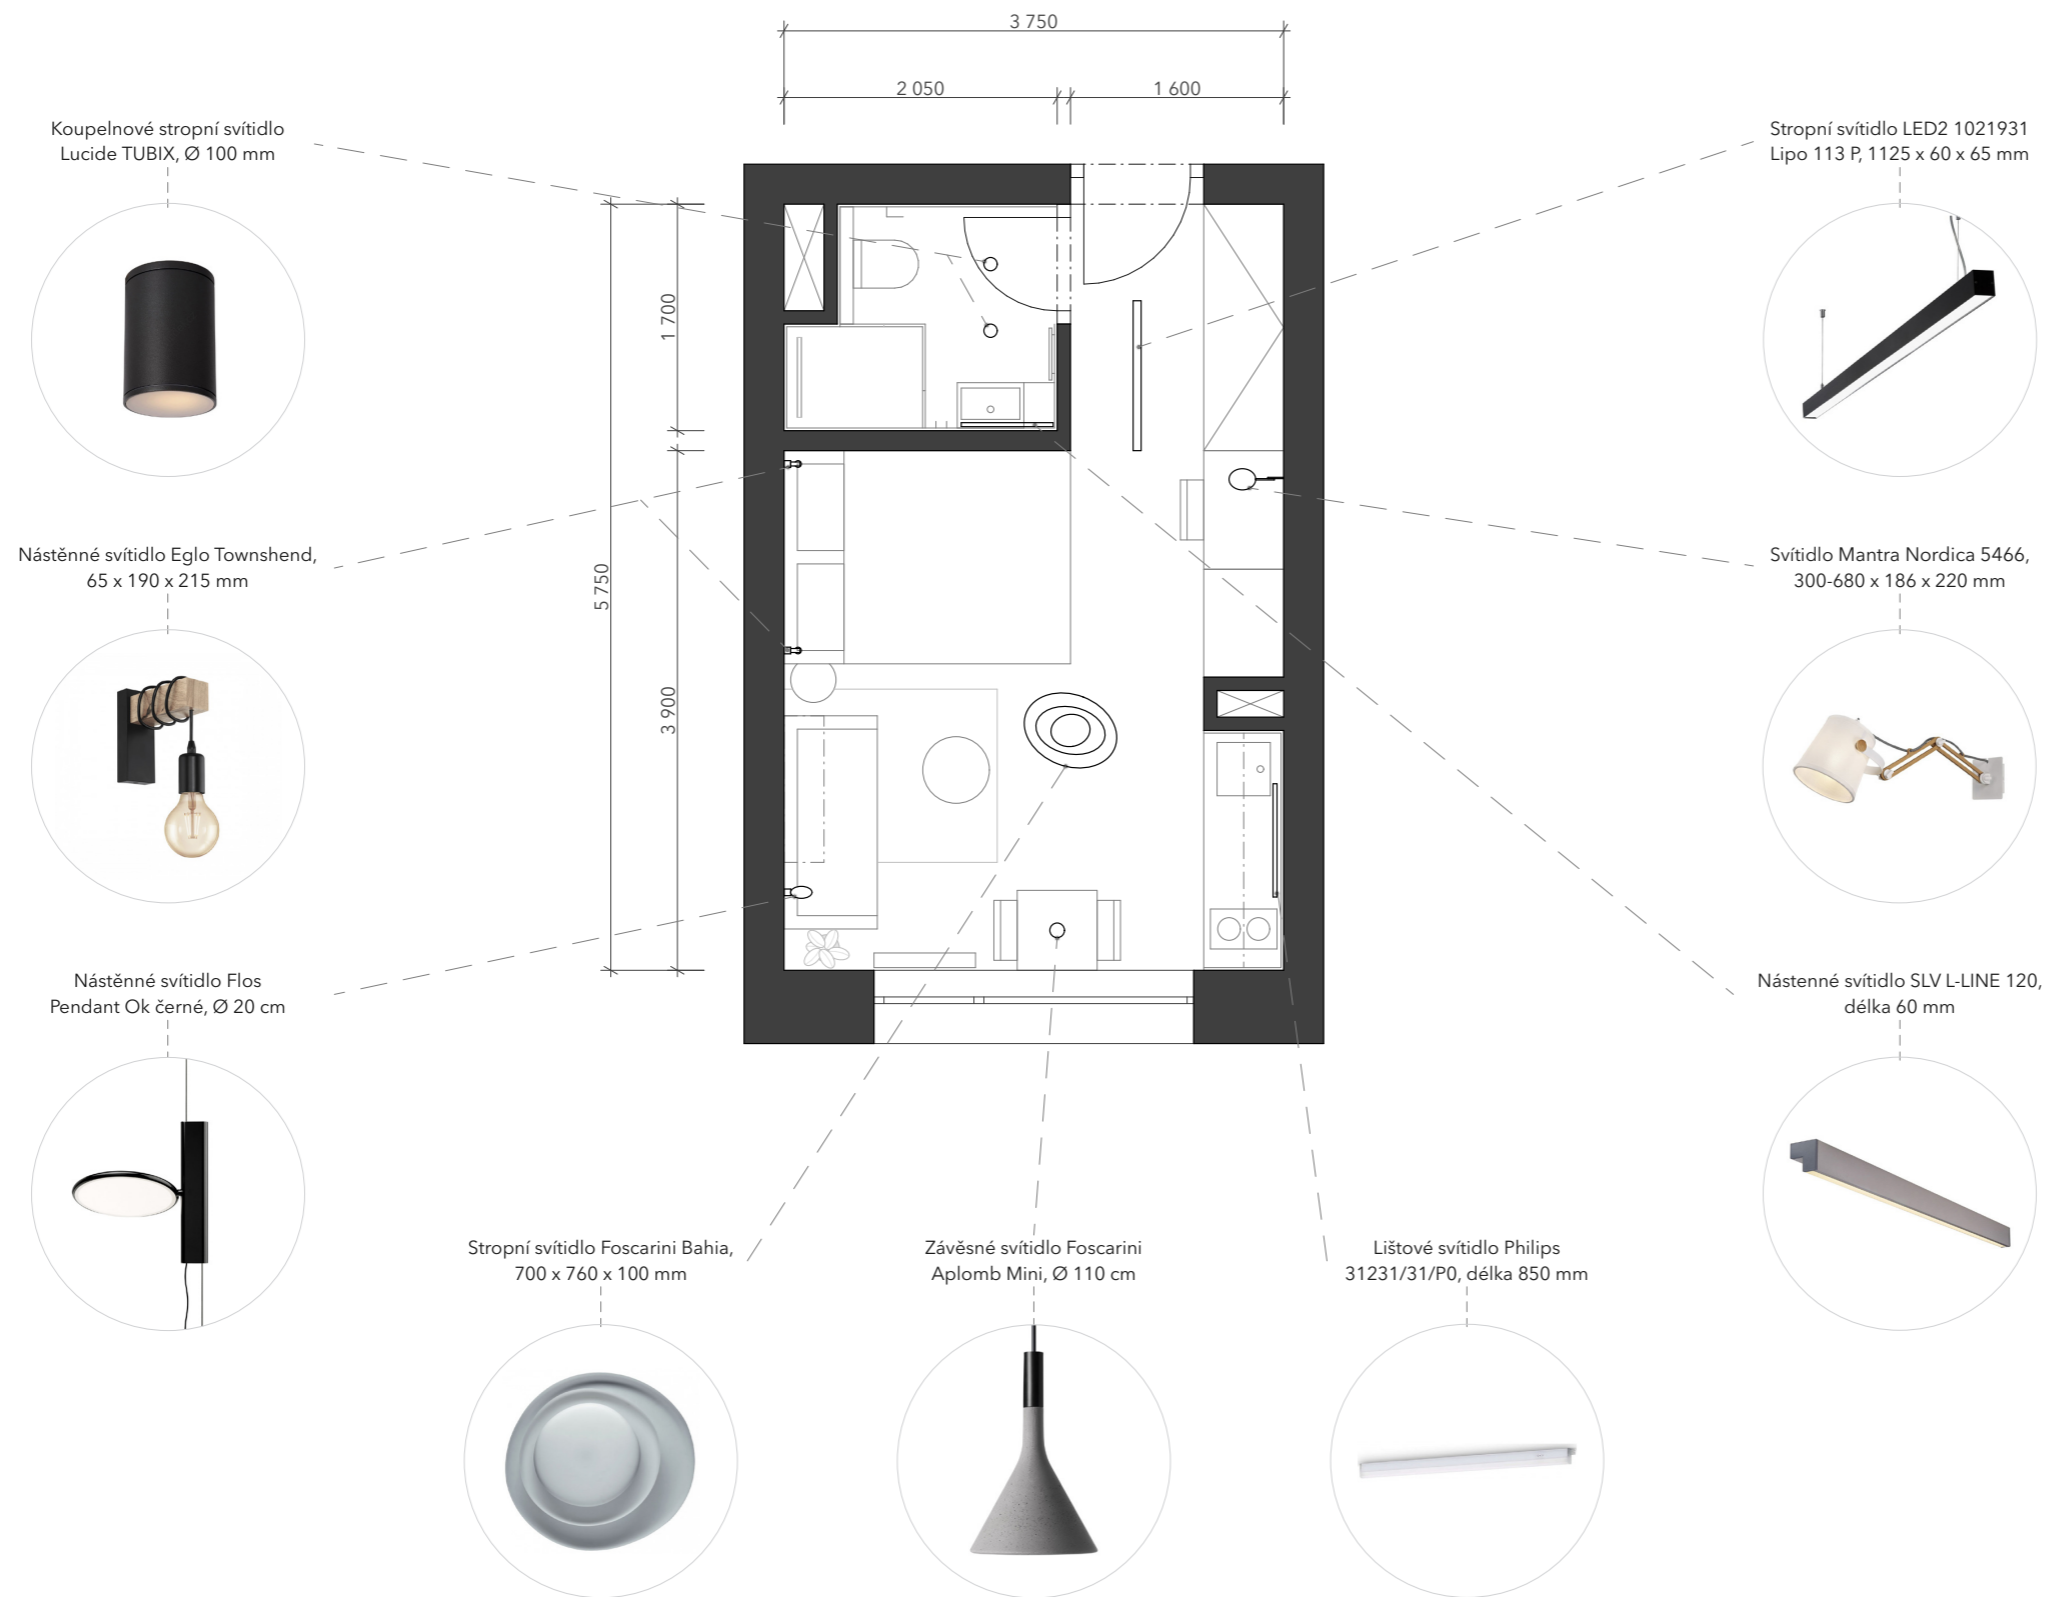 3 750
2 050
1 600
Koupelnové stropní svítidlo
Lucide TUBIX, Ø 100 mm
Stropní svítidlo LED2 1021931
Lipo 113 P, 1125 x 60 x 65 mm
1 700
5 750
3 900
Nástěnné svítidlo Eglo Townshend,
65 x 190 x 215 mm
Svítidlo Mantra Nordica 5466,
300-680 x 186 x 220 mm
Nástěnné svítidlo Flos
Pendant Ok černé, Ø 20 cm
Nástenné svítidlo SLV L-LINE 120,
délka 60 mm
Stropní svítidlo Foscarini Bahia,
700 x 760 x 100 mm
Závěsné svítidlo Foscarini
Aplomb Mini, Ø 110 cm
Lištové svítidlo Philips
31231/31/P0, délka 850 mm